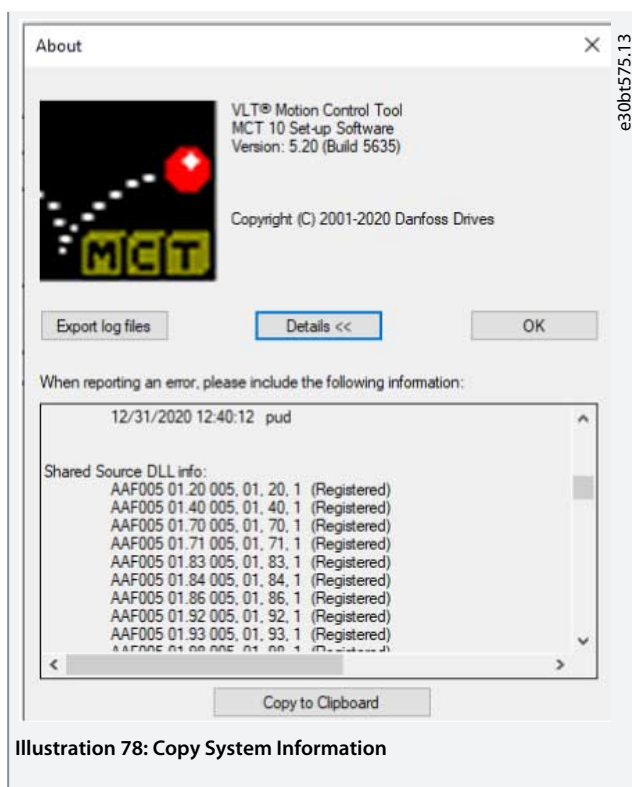 About
e30bt575.13
VLT® Motion Control Tool
MCT 10 Set-up Software
Version: 5.20 (Build 5635)
Copyright (C) 2001-2020 Danfoss Drives
MCT
Export log files
Details <<
OK
When reporting an error, please include the following information:
12/31/2020 12:40:12 pud
Shared Source DLL info:
AAF005 01.20 005, 01, 20, 1 (Registered)
AAF005 01.40 005, 01, 40, 1 (Registered)
AAF005 01.70 005, 01, 70, 1 (Registered)
AAF005 01.71 005, 01, 71, 1 (Registered)
AAF005 01.83 005, 01, 83, 1 (Registered)
AAF005 01.84 005, 01, 84, 1 (Registered)
AAF005 01.86 005, 01, 86, 1 (Registered)
AAF005 01.92 005, 01, 92, 1 (Registered)
AAF005 01.93 005, 01, 93, 1 (Registered)
Copy to Clipboard
Illustration 78: Copy System Information